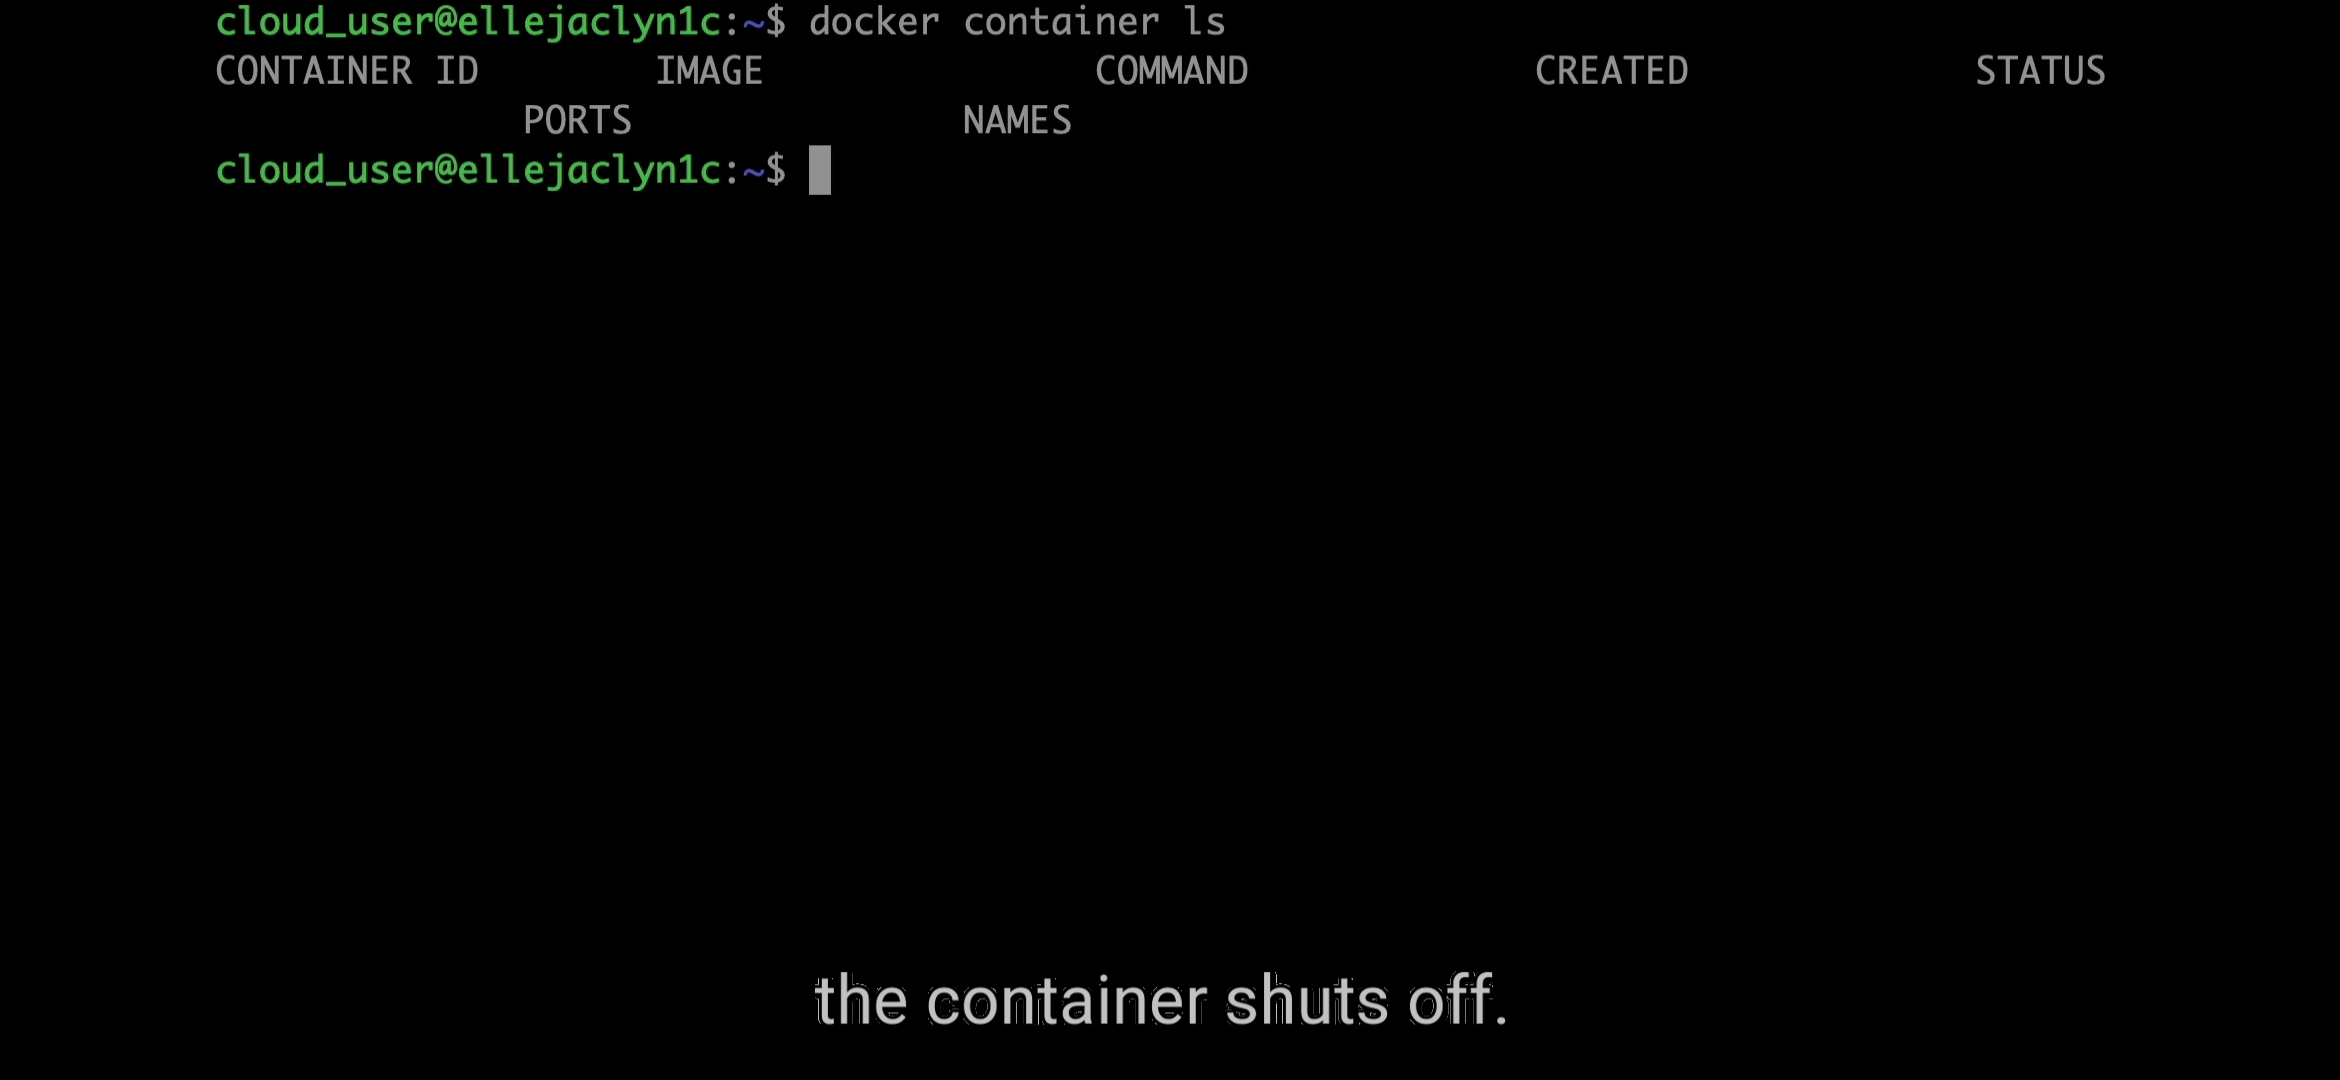 cloud_user@ellejaclyn1c:~$ docker container ls
CONTAINER ID IMAGE COMMAND CREATED STATUS
PORTS NAMES
cloud_user@ellejaclyn1c:~$
the container shuts off.